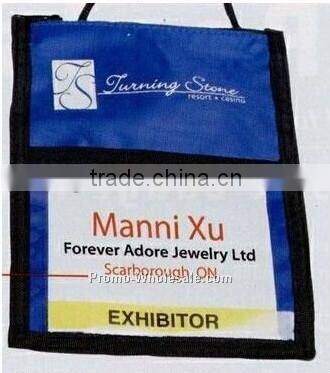 TS Turning Stone
resort + casino
trade.china.cn
Manni Xu
Forever Adore Jewelry Ltd
Scarborough, ON
Promo-Wholesale.com
EXHIBITOR